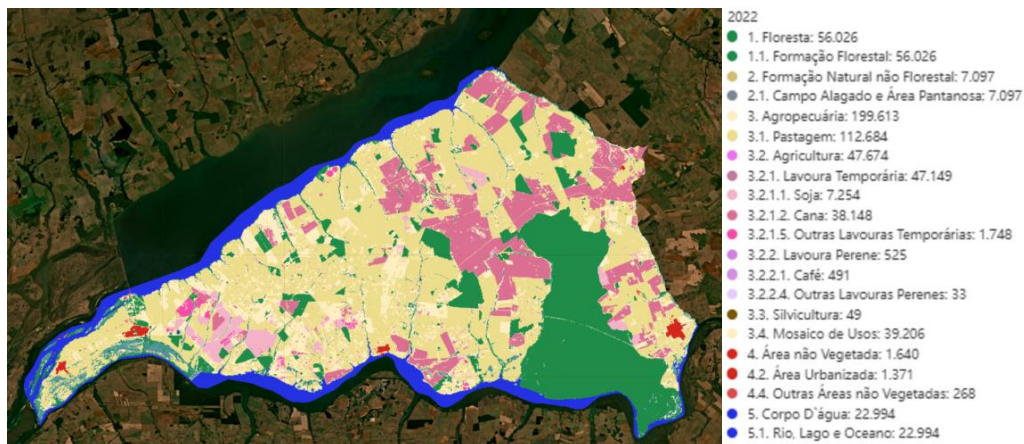 2022
1. Floresta: 56.026
1.1. Formação Florestal: 56.026
2. Formação Natural não Florestal: 7.097
2.1. Campo Alagado e Área Pantanosa: 7.097
3. Agropecuária: 199.613
3.1. Pastagem: 112.684
3.2. Agricultura: 47.674
3.2.1. Lavoura Temporária: 47.149
3.2.1.1. Soja: 7.254
3.2.1.2. Cana: 38.148
3.2.1.5. Outras Lavouras Temporárias: 1.748
3.2.2. Lavoura Perene: 525
3.2.2.1. Café: 491
3.2.2.4. Outras Lavouras Perenes: 33
3.3. Silvicultura: 49
3.4. Mosaico de Usos: 39.206
4. Área não Vegetada: 1.640
4.2. Área Urbanizada: 1.371
4.4. Outras Áreas não Vegetadas: 268
5. Corpo D`água: 22.994
5.1. Rio, Lago e Oceano: 22.994